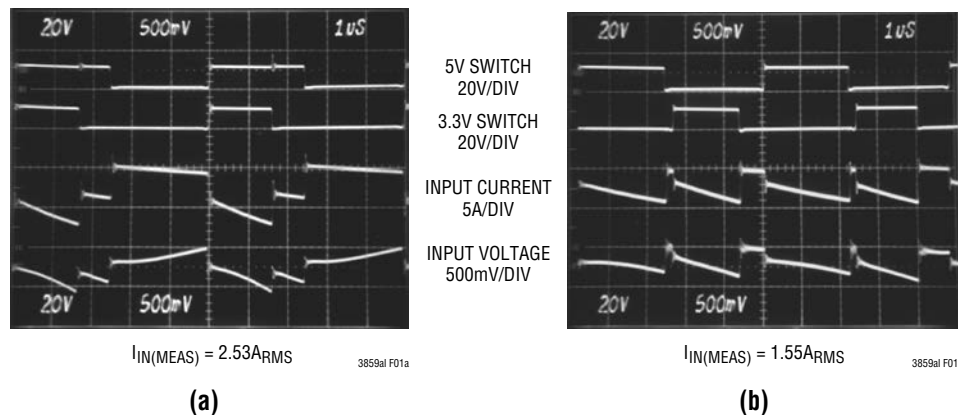 20V 500mV 1uS
20V 500mV
5V SWITCH
20V/DIV
3.3V SWITCH
20V/DIV
INPUT CURRENT
5A/DIV
INPUT VOLTAGE
500mV/DIV
20V 500mV 1uS
20V 500mV
IIN(MEAS) = 2.53ARMS
3859al F01a
IIN(MEAS) = 1.55ARMS
3859al F01
(a)
(b)